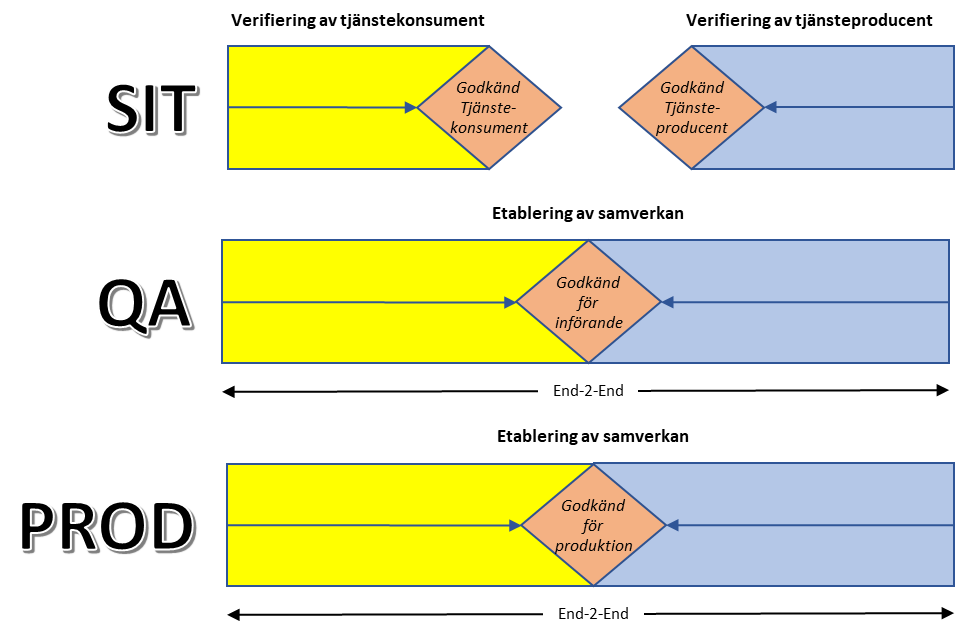 Verifiering av tjänstekonsument
Verifiering av tjänsteproducent
SIT
Godkänd
Tjänste-
konsument
Godkänd
Tjänste-
producent
Etablering av samverkan
QA
Godkänd
för
införande
End-2-End
Etablering av samverkan
PROD
Godkänd
för
produktion
End-2-End